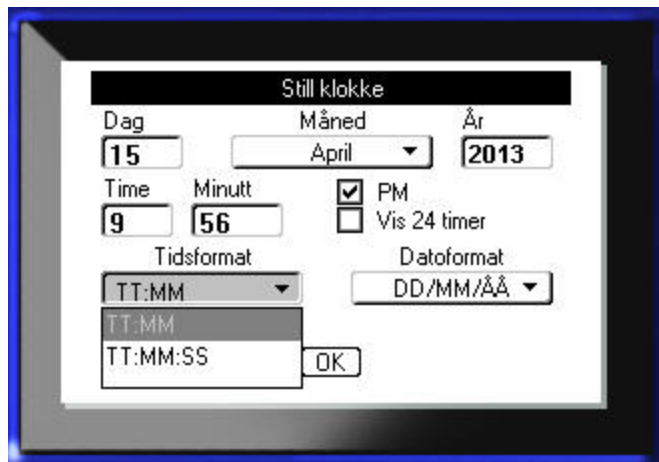 Still klokke
Dag Måned År
15 April 2013
Time Minutt PM
9 56 Vis 24 timer
Tidsformat Datoformat
TT:MM DD/MM/ÅÅ
TT:MM
TT:MM:SS OK